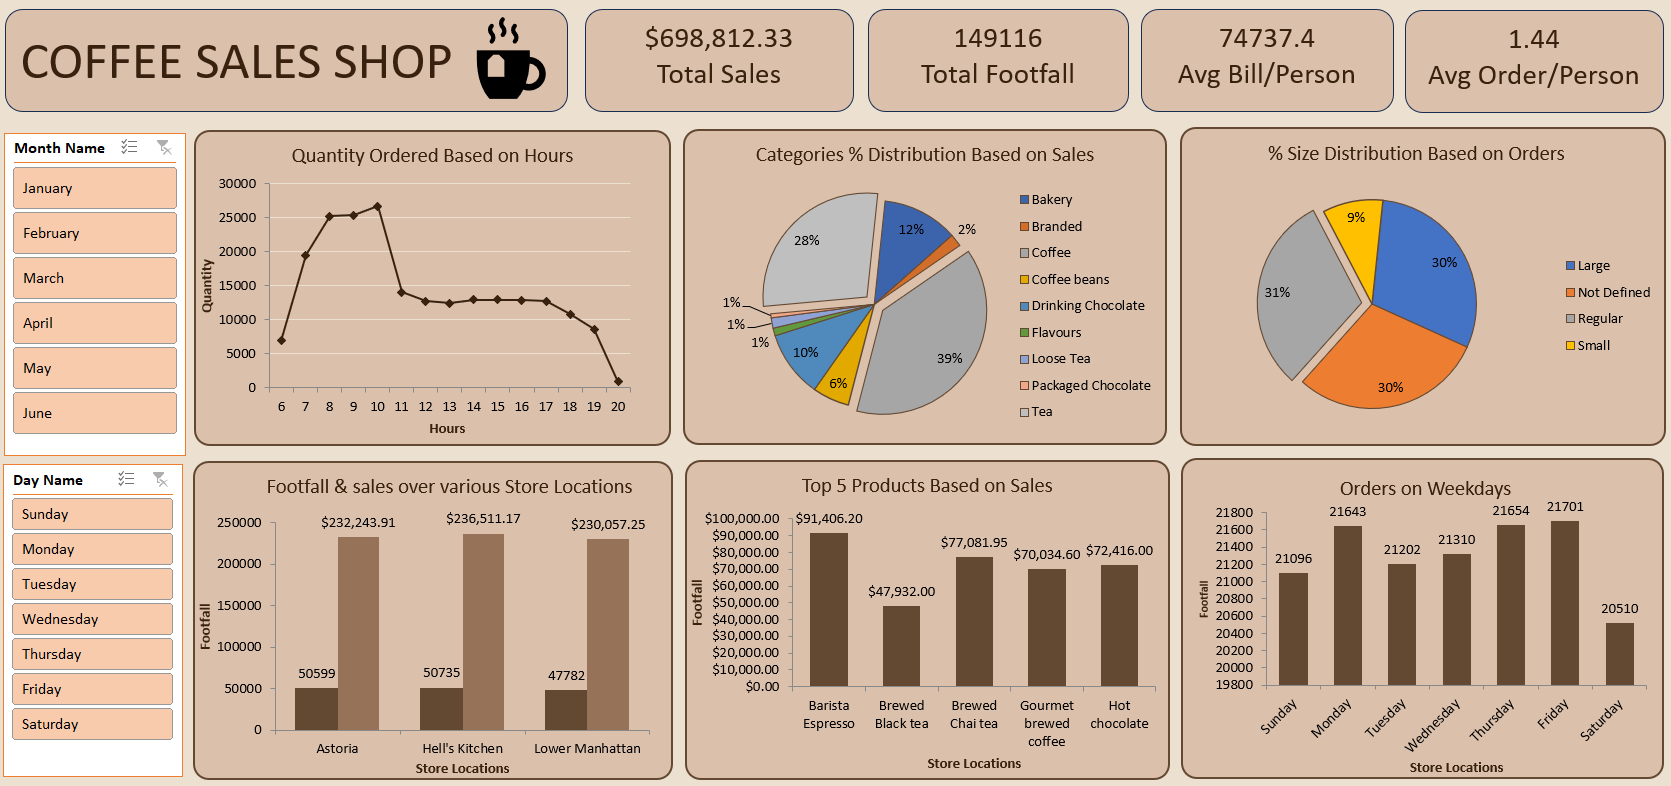 COFFEE SALES SHOP
$698,812.33
Total Sales
149116
Total Footfall
74737.4
Avg Bill/Person
1.44
Avg Order/Person
Month Name
January
February
March
April
May
June
Day Name
Sunday
Monday
Tuesday
Wednesday
Thursday
Friday
Saturday
Quantity Ordered Based on Hours
Quantity
30000
25000
20000
15000
10000
5000
0
6 7 8 9 10 11 12 13 14 15 16 17 18 19 20
Hours
Categories % Distribution Based on Sales
12%
2%
39%
6%
10%
1%
1%
1%
28%
Bakery
Branded
Coffee
Coffee beans
Drinking Chocolate
Flavours
Loose Tea
Packaged Chocolate
Tea
% Size Distribution Based on Orders
30%
30%
31%
9%
Large
Not Defined
Regular
Small
Footfall & sales over various Store Locations
Footfall
250000
200000
150000
100000
50000
0
$232,243.91 $236,511.17 $230,057.25
50599 50735 47782
Astoria Hell's Kitchen Lower Manhattan
Store Locations
Top 5 Products Based on Sales
Footfall
$100,000.00
$90,000.00
$80,000.00
$70,000.00
$60,000.00
$50,000.00
$40,000.00
$30,000.00
$20,000.00
$10,000.00
$0.00
$91,406.20
$47,932.00
$77,081.95
$70,034.60
$72,416.00
Barista
Espresso
Brewed
Black tea
Brewed
Chai tea
Gourmet
brewed
coffee
Hot
chocolate
Store Locations
Orders on Weekdays
Footfall
21800
21600
21400
21200
21000
20800
20600
20400
20200
20000
19800
21096
21643
21202
21310
21654
21701
20510
Sunday
Monday
Tuesday
Wednesday
Thursday
Friday
Saturday
Store Locations